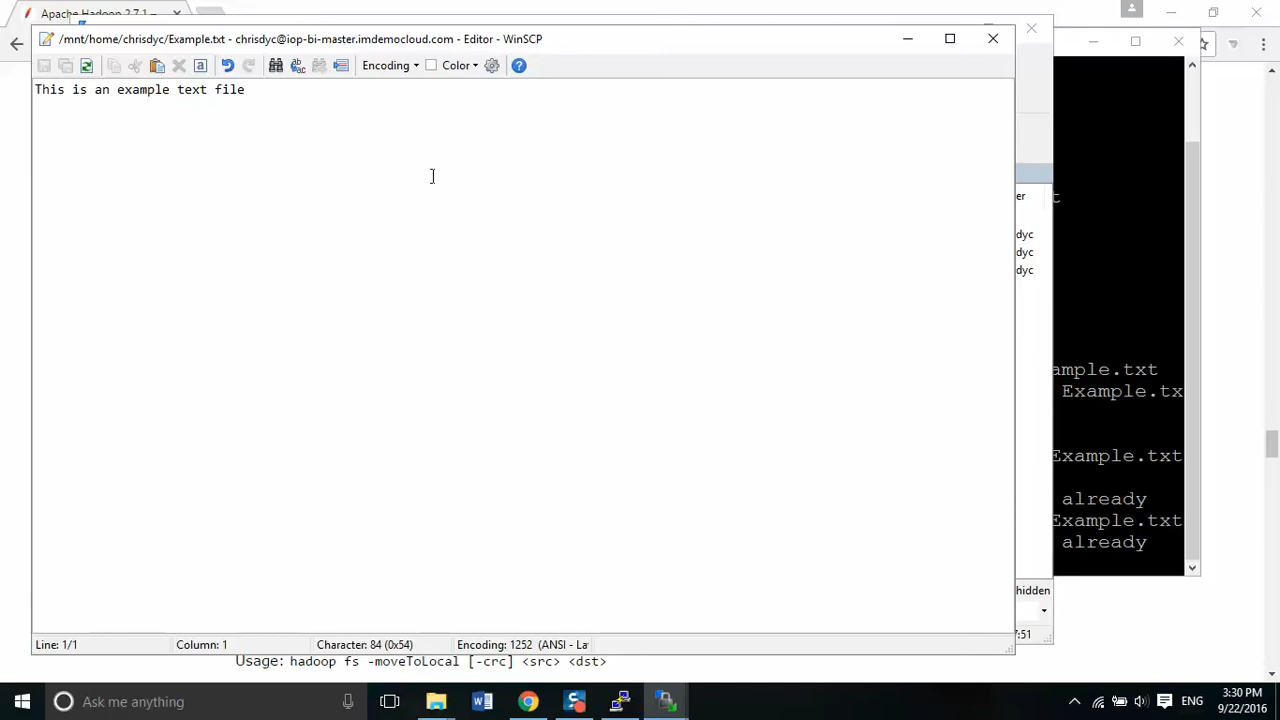 Apache Hadoop 2.7.1 –
/mnt/home/chrisdyc/Example.txt - chrisdyc@iop-bi-master.imdemocloud.com - Editor - WinSCP
Encoding
Color
This is an example text file
er
t
dyc
dyc
dyc
ample.txt
Example.tx
Example.txt
already
Example.txt
already
hidden
7:51
Line: 1/1
Column: 1
Character: 84 (0x54)
Encoding: 1252 (ANSI - La
Usage: hadoop fs -moveToLocal [-crc] <src> <dst>
Ask me anything
ENG
3:30 PM
9/22/2016